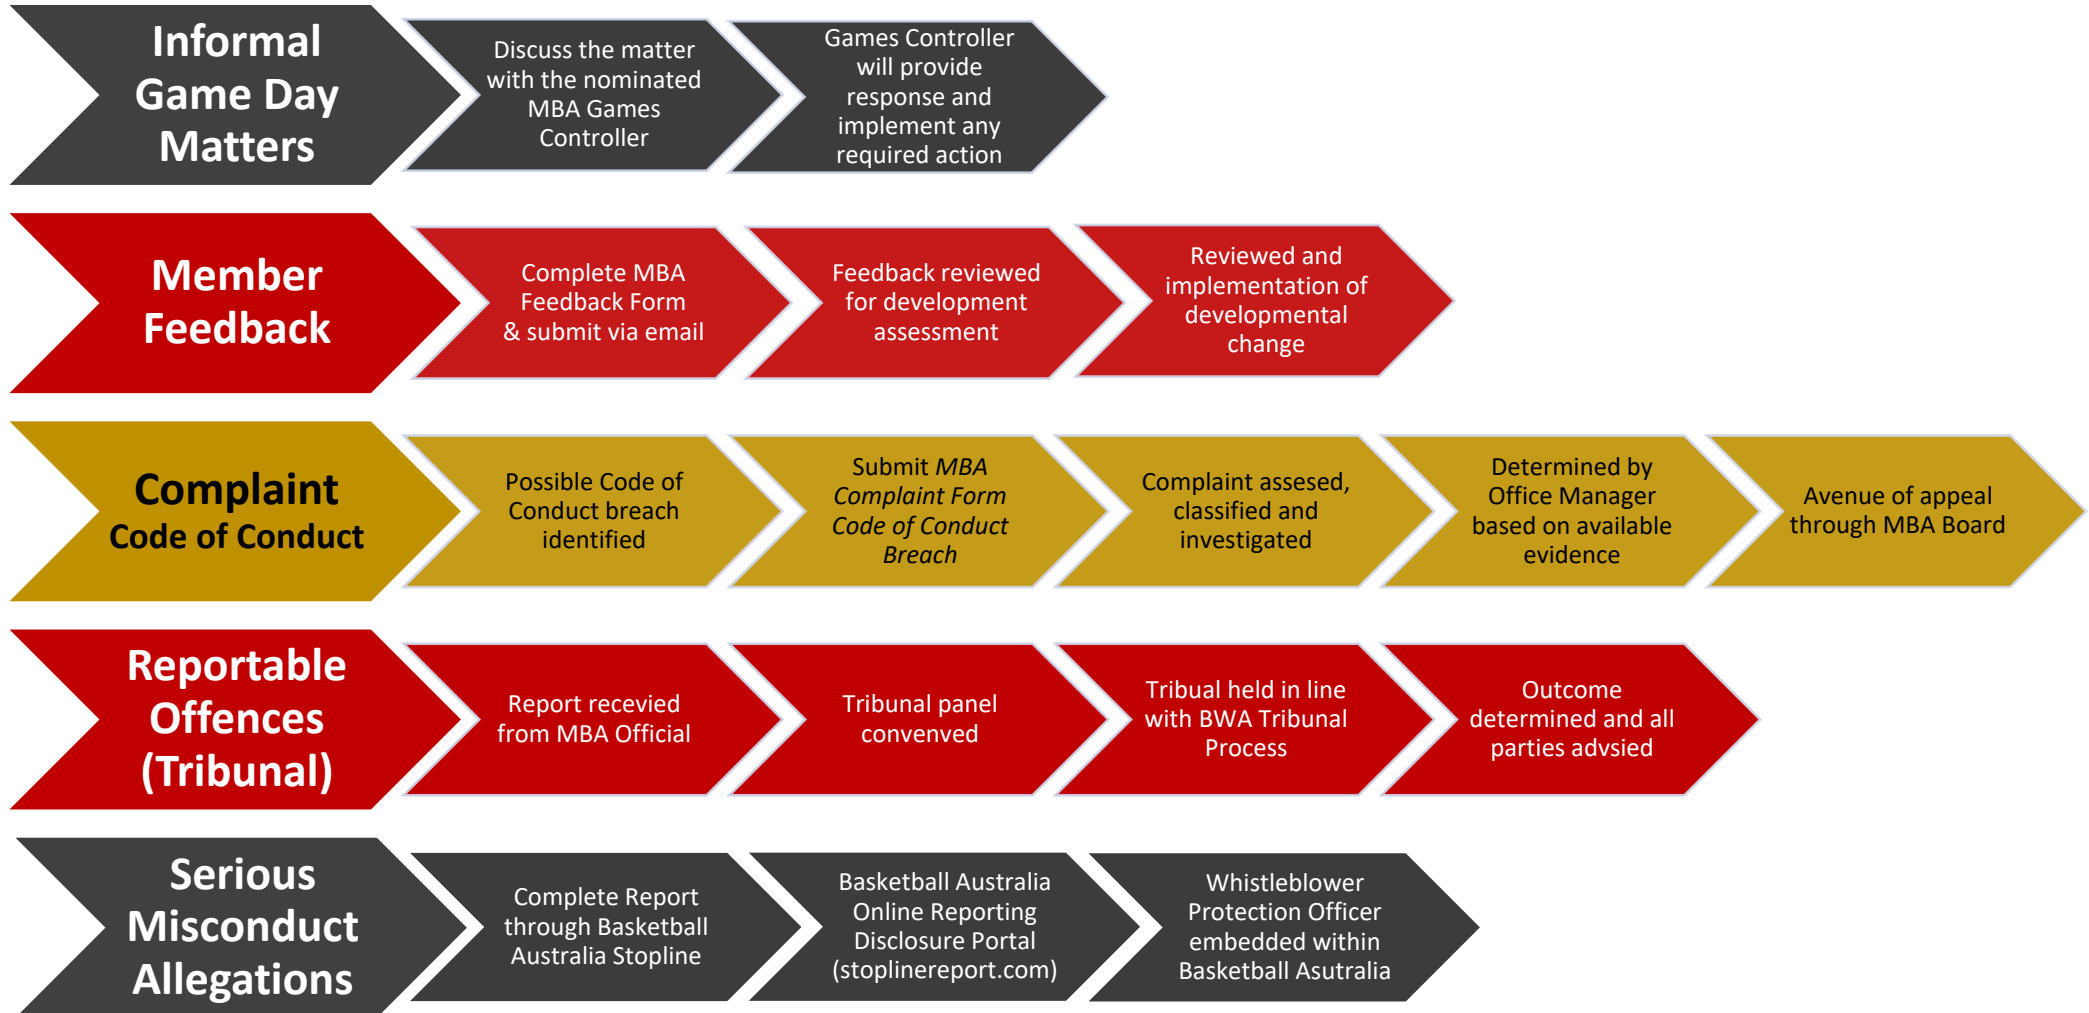 Informal
Game Day
Matters
Discuss the matter
with the nominated
MBA Games
Controller
Games Controller
will provide
response and
implement any
required action
Member
Feedback
Complete MBA
Feedback Form
& submit via email
Feedback reviewed
for development
assessment
Reviewed and
implementation of
developmental
change
Complaint
Code of Conduct
Possible Code of
Conduct breach
identified
Submit MBA
Complaint Form
Code of Conduct
Breach
Complaint assesed,
classified and
investigated
Determined by
Office Manager
based on available
evidence
Avenue of appeal
through MBA Board
Reportable
Offences
(Tribunal)
Report recevied
from MBA Official
Tribunal panel
convenved
Tribual held in line
with BWA Tribunal
Process
Outcome
determined and all
parties advsied
Serious
Misconduct
Allegations
Complete Report
through Basketball
Australia Stopline
Basketball Australia
Online Reporting
Disclosure Portal
(stoplinereport.com)
Whistleblower
Protection Officer
embedded within
Basketball Asutralia